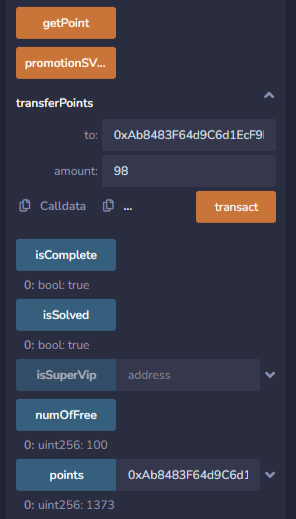 getPoint
promotionSV...
transferPoints
to: 0xAb8483F64d9C6d1EcF9
amount: 98
Calldata ...
transact
isComplete
0: bool: true
isSolved
0: bool: true
isSuperVip address
numOfFree
0: uint256: 100
points 0xAb8483F64d9C6d1
0: uint256: 1373